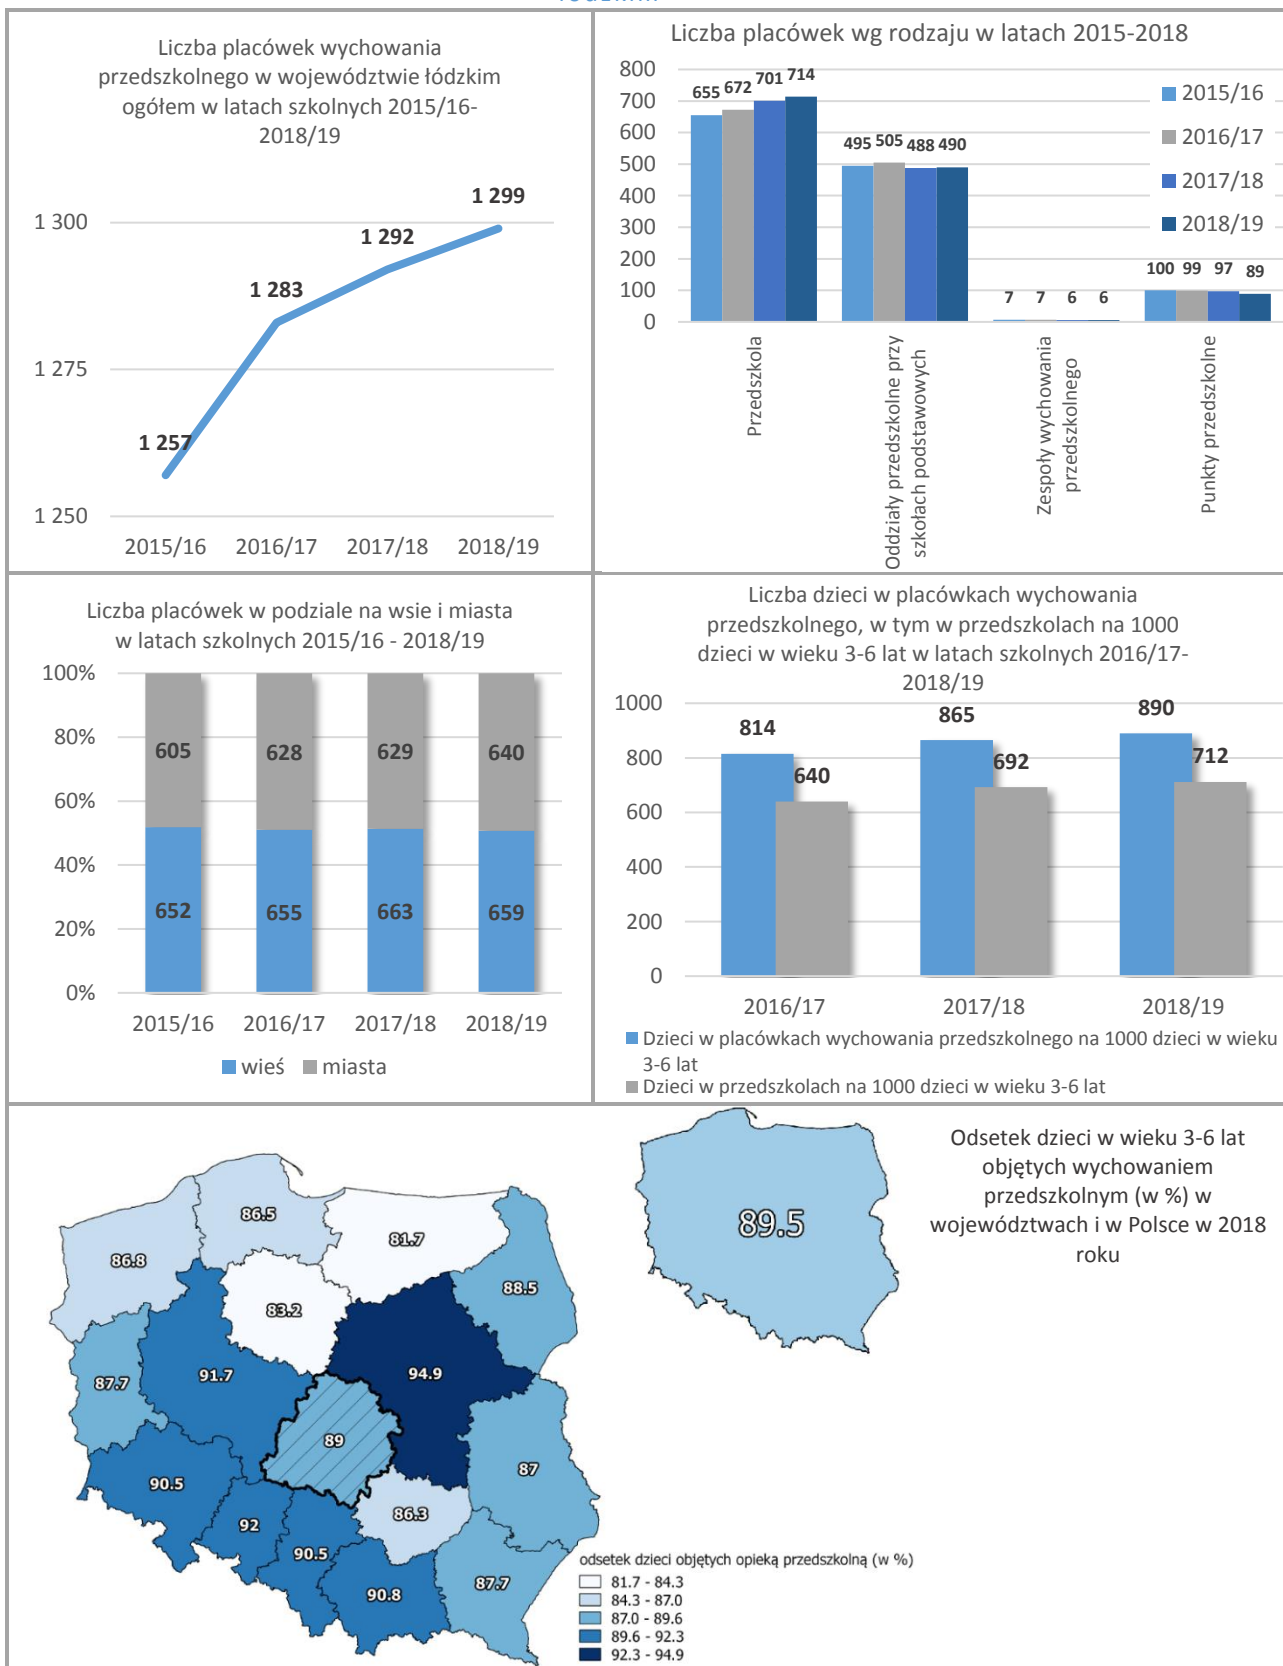 Liczba placówek wychowania
przedszkolnego w województwie łódzkim
ogółem w latach szkolnych 2015/16-
2018/19
1 300
1 275
1 250
1 257
1 283
1 292
1 299
2015/16
2016/17
2017/18
2018/19
Liczba placówek wg rodzaju w latach 2015-2018
800
700
600
500
400
300
200
100
0
655
672
701
714
495
505
488
490
7
7
6
6
100
99
97
89
2015/16
2016/17
2017/18
2018/19
Przedszkola
Oddziały przedszkolne przy
szkołach podstawowych
Zespoły wychowania
przedszkolnego
Punkty przedszkolne
Liczba placówek w podziale na wsie i miasta
w latach szkolnych 2015/16 - 2018/19
100%
80%
60%
40%
20%
0%
605
628
629
640
652
655
663
659
2015/16
2016/17
2017/18
2018/19
wieś
miasta
Liczba dzieci w placówkach wychowania
przedszkolnego, w tym w przedszkolach na 1000
dzieci w wieku 3-6 lat w latach szkolnych 2016/17-
2018/19
1000
800
600
400
200
0
814
640
865
692
890
712
2016/17
2017/18
2018/19
Dzieci w placówkach wychowania przedszkolnego na 1000 dzieci w wieku
3-6 lat
Dzieci w przedszkolach na 1000 dzieci w wieku 3-6 lat
Odsetek dzieci w wieku 3-6 lat
objętych wychowaniem
przedszkolnym (w %) w
województwach i w Polsce w 2018
roku
89.5
86.5
81.7
86.8
88.5
83.2
91.7
94.9
87.7
89
87
90.5
86.3
92
90.5
90.8
87.7
odsetek dzieci objętych opieką przedszkolną (w %)
81.7 - 84.3
84.3 - 87.0
87.0 - 89.6
89.6 - 92.3
92.3 - 94.9